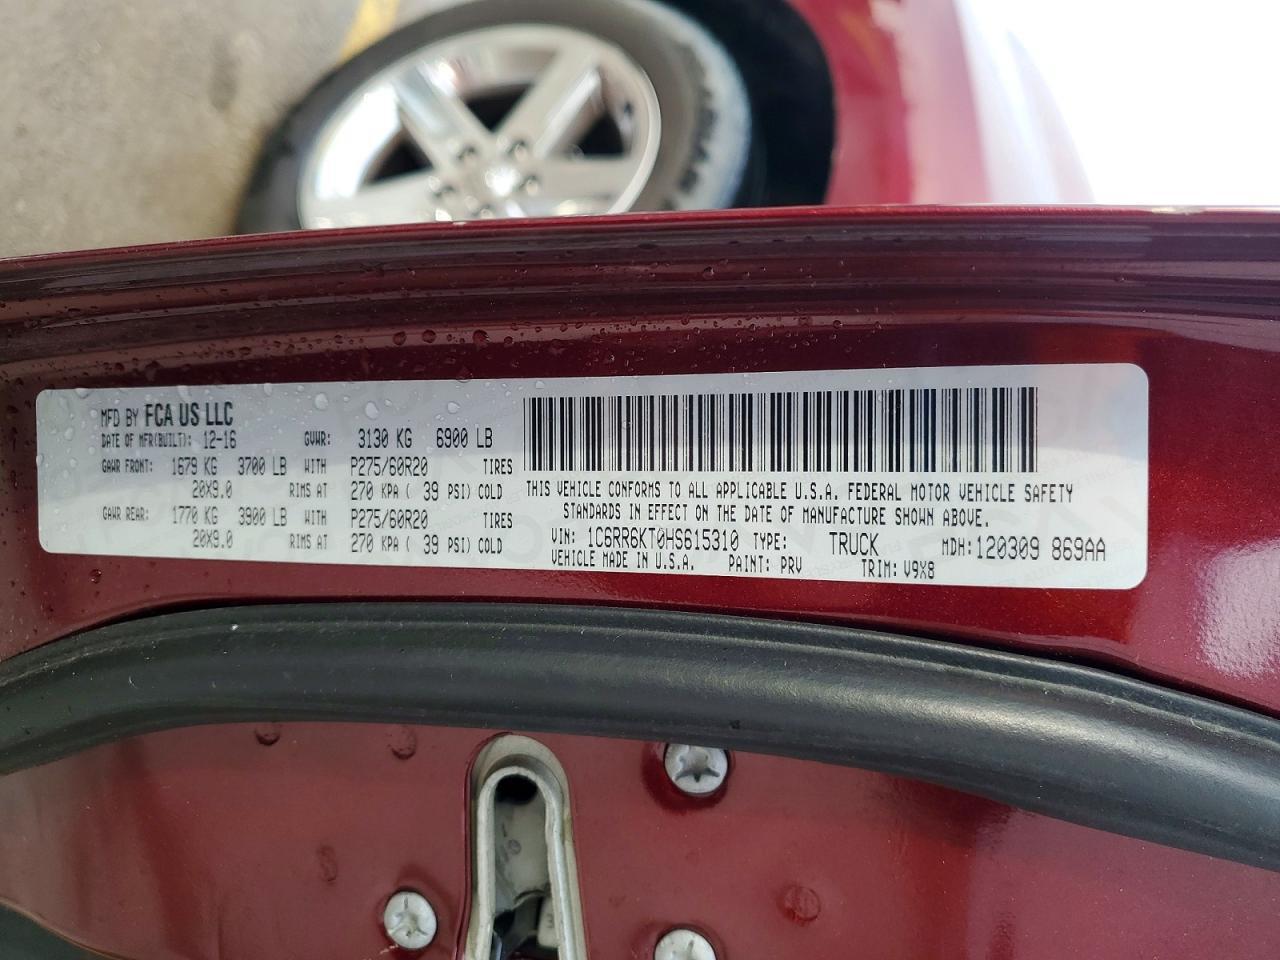 MFD BY FCA US LLC
DATE OF MFR(BUILT): 12-16 GVWR: 3130 KG 6900 LB
GAWR FRONT: 1679 KG 3700 LB WITH P275/60R20 TIRES
20X9.0 RIMS AT 270 KPA ( 39 PSI) COLD
GAWR REAR: 1770 KG 3900 LB WITH P275/60R20 TIRES
20X9.0 RIMS AT 270 KPA ( 39 PSI) COLD
THIS VEHICLE CONFORMS TO ALL APPLICABLE U.S.A. FEDERAL MOTOR VEHICLE SAFETY
STANDARDS IN EFFECT ON THE DATE OF MANUFACTURE SHOWN ABOVE.
VIN: 1C6RR6KT0HS615310 TYPE: TRUCK MDH: 120309 869AA
VEHICLE MADE IN U.S.A. PAINT: PRV TRIM: V9X8